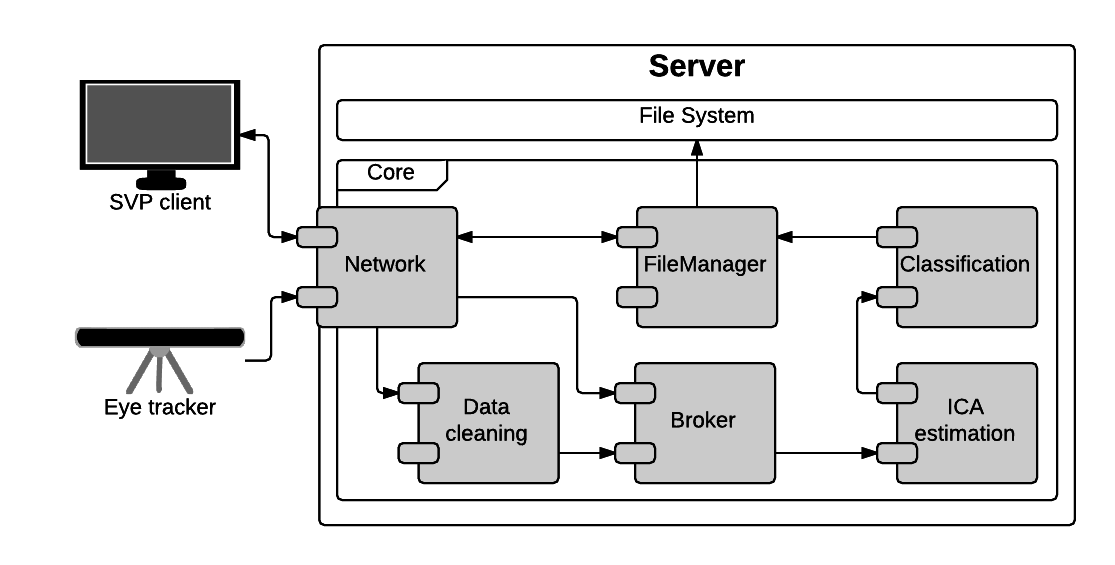 Server
File System
Core
SVP client
Network
FileManager
Classification
Eye tracker
Data
cleaning
Broker
ICA
estimation